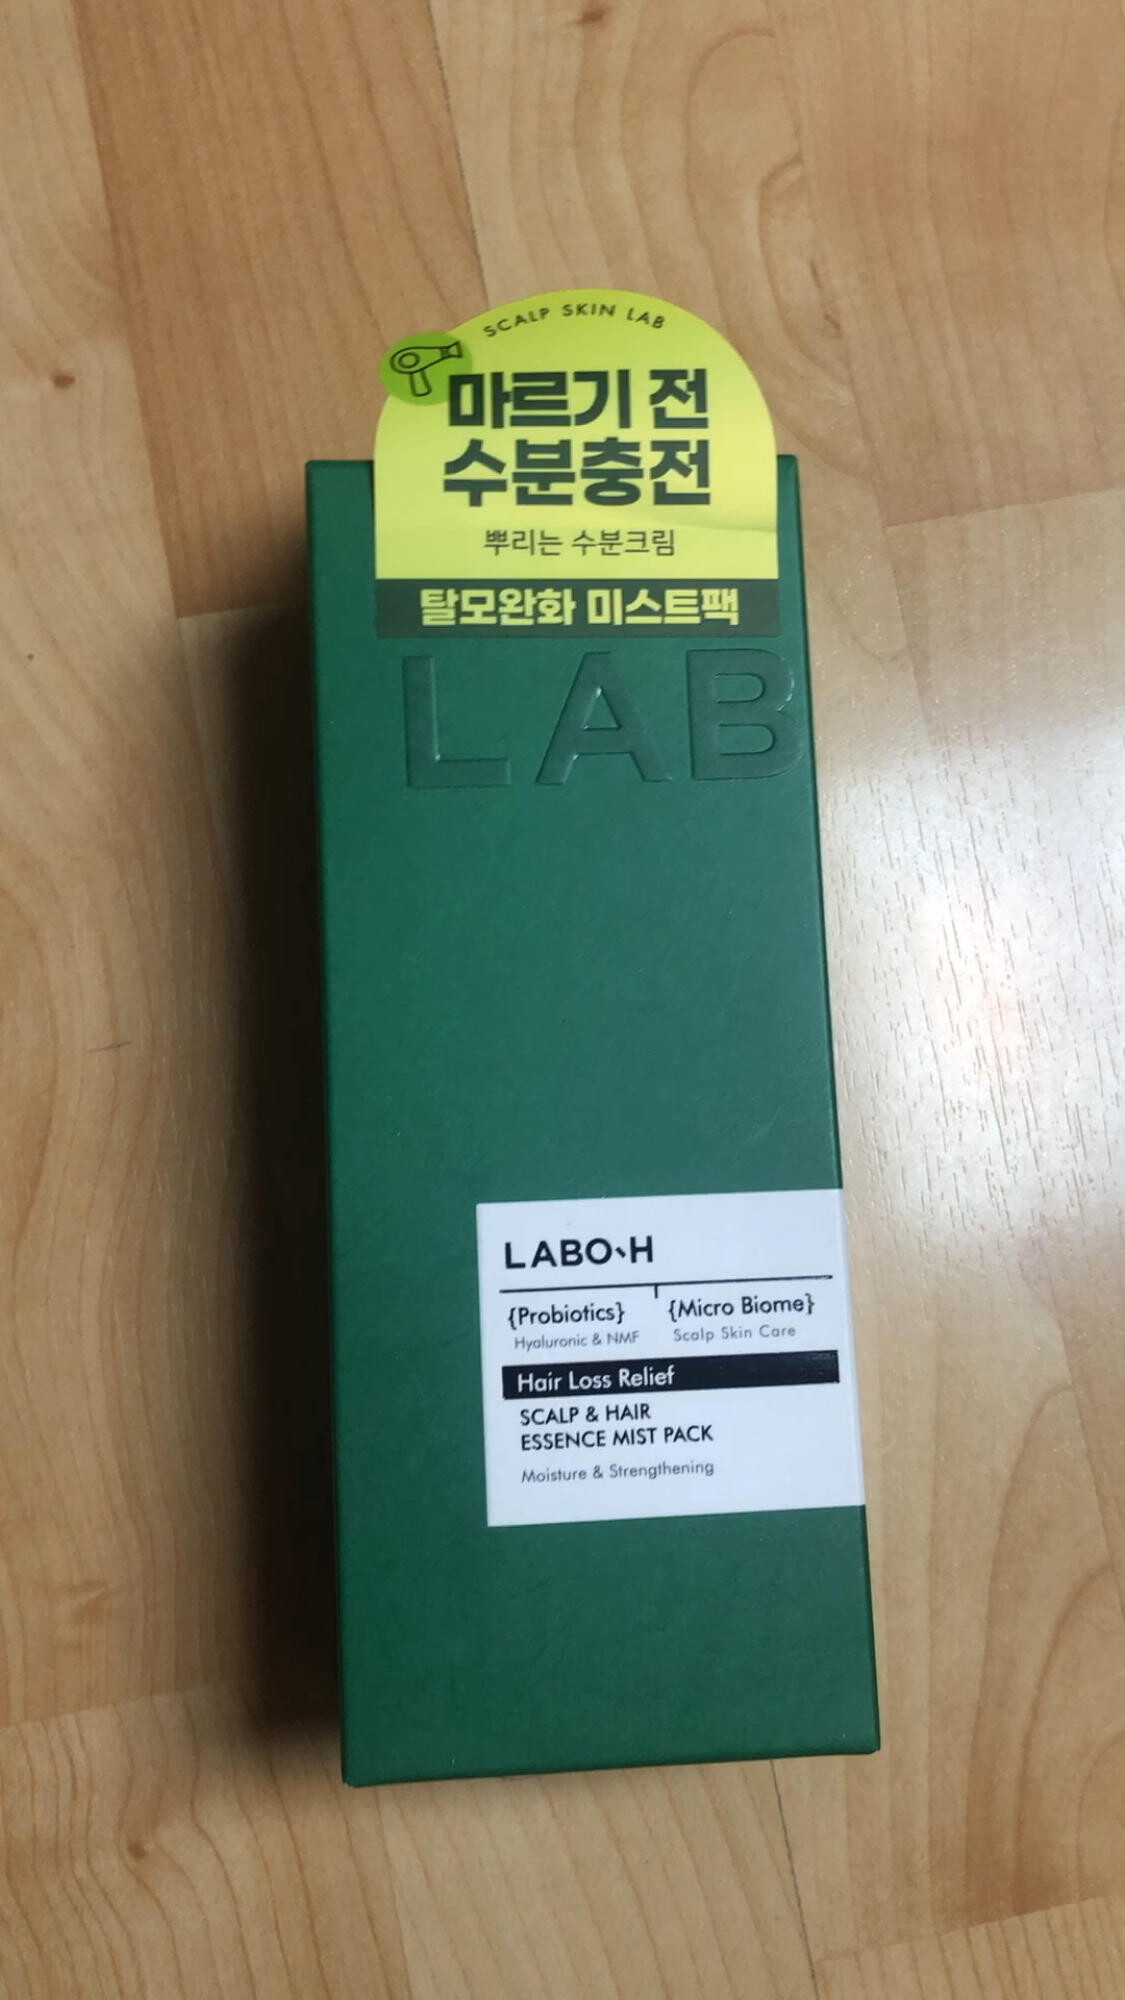 SCALP SKIN LAB
마르기 전
수분충전
뿌리는 수분크림
탈모완화 미스트팩
LAB
LABO-H
{Probiotics} {Micro Biome}
Hyaluronic & NMF Scalp Skin Care
Hair Loss Relief
SCALP & HAIR
ESSENCE MIST PACK
Moisture & Strengthening